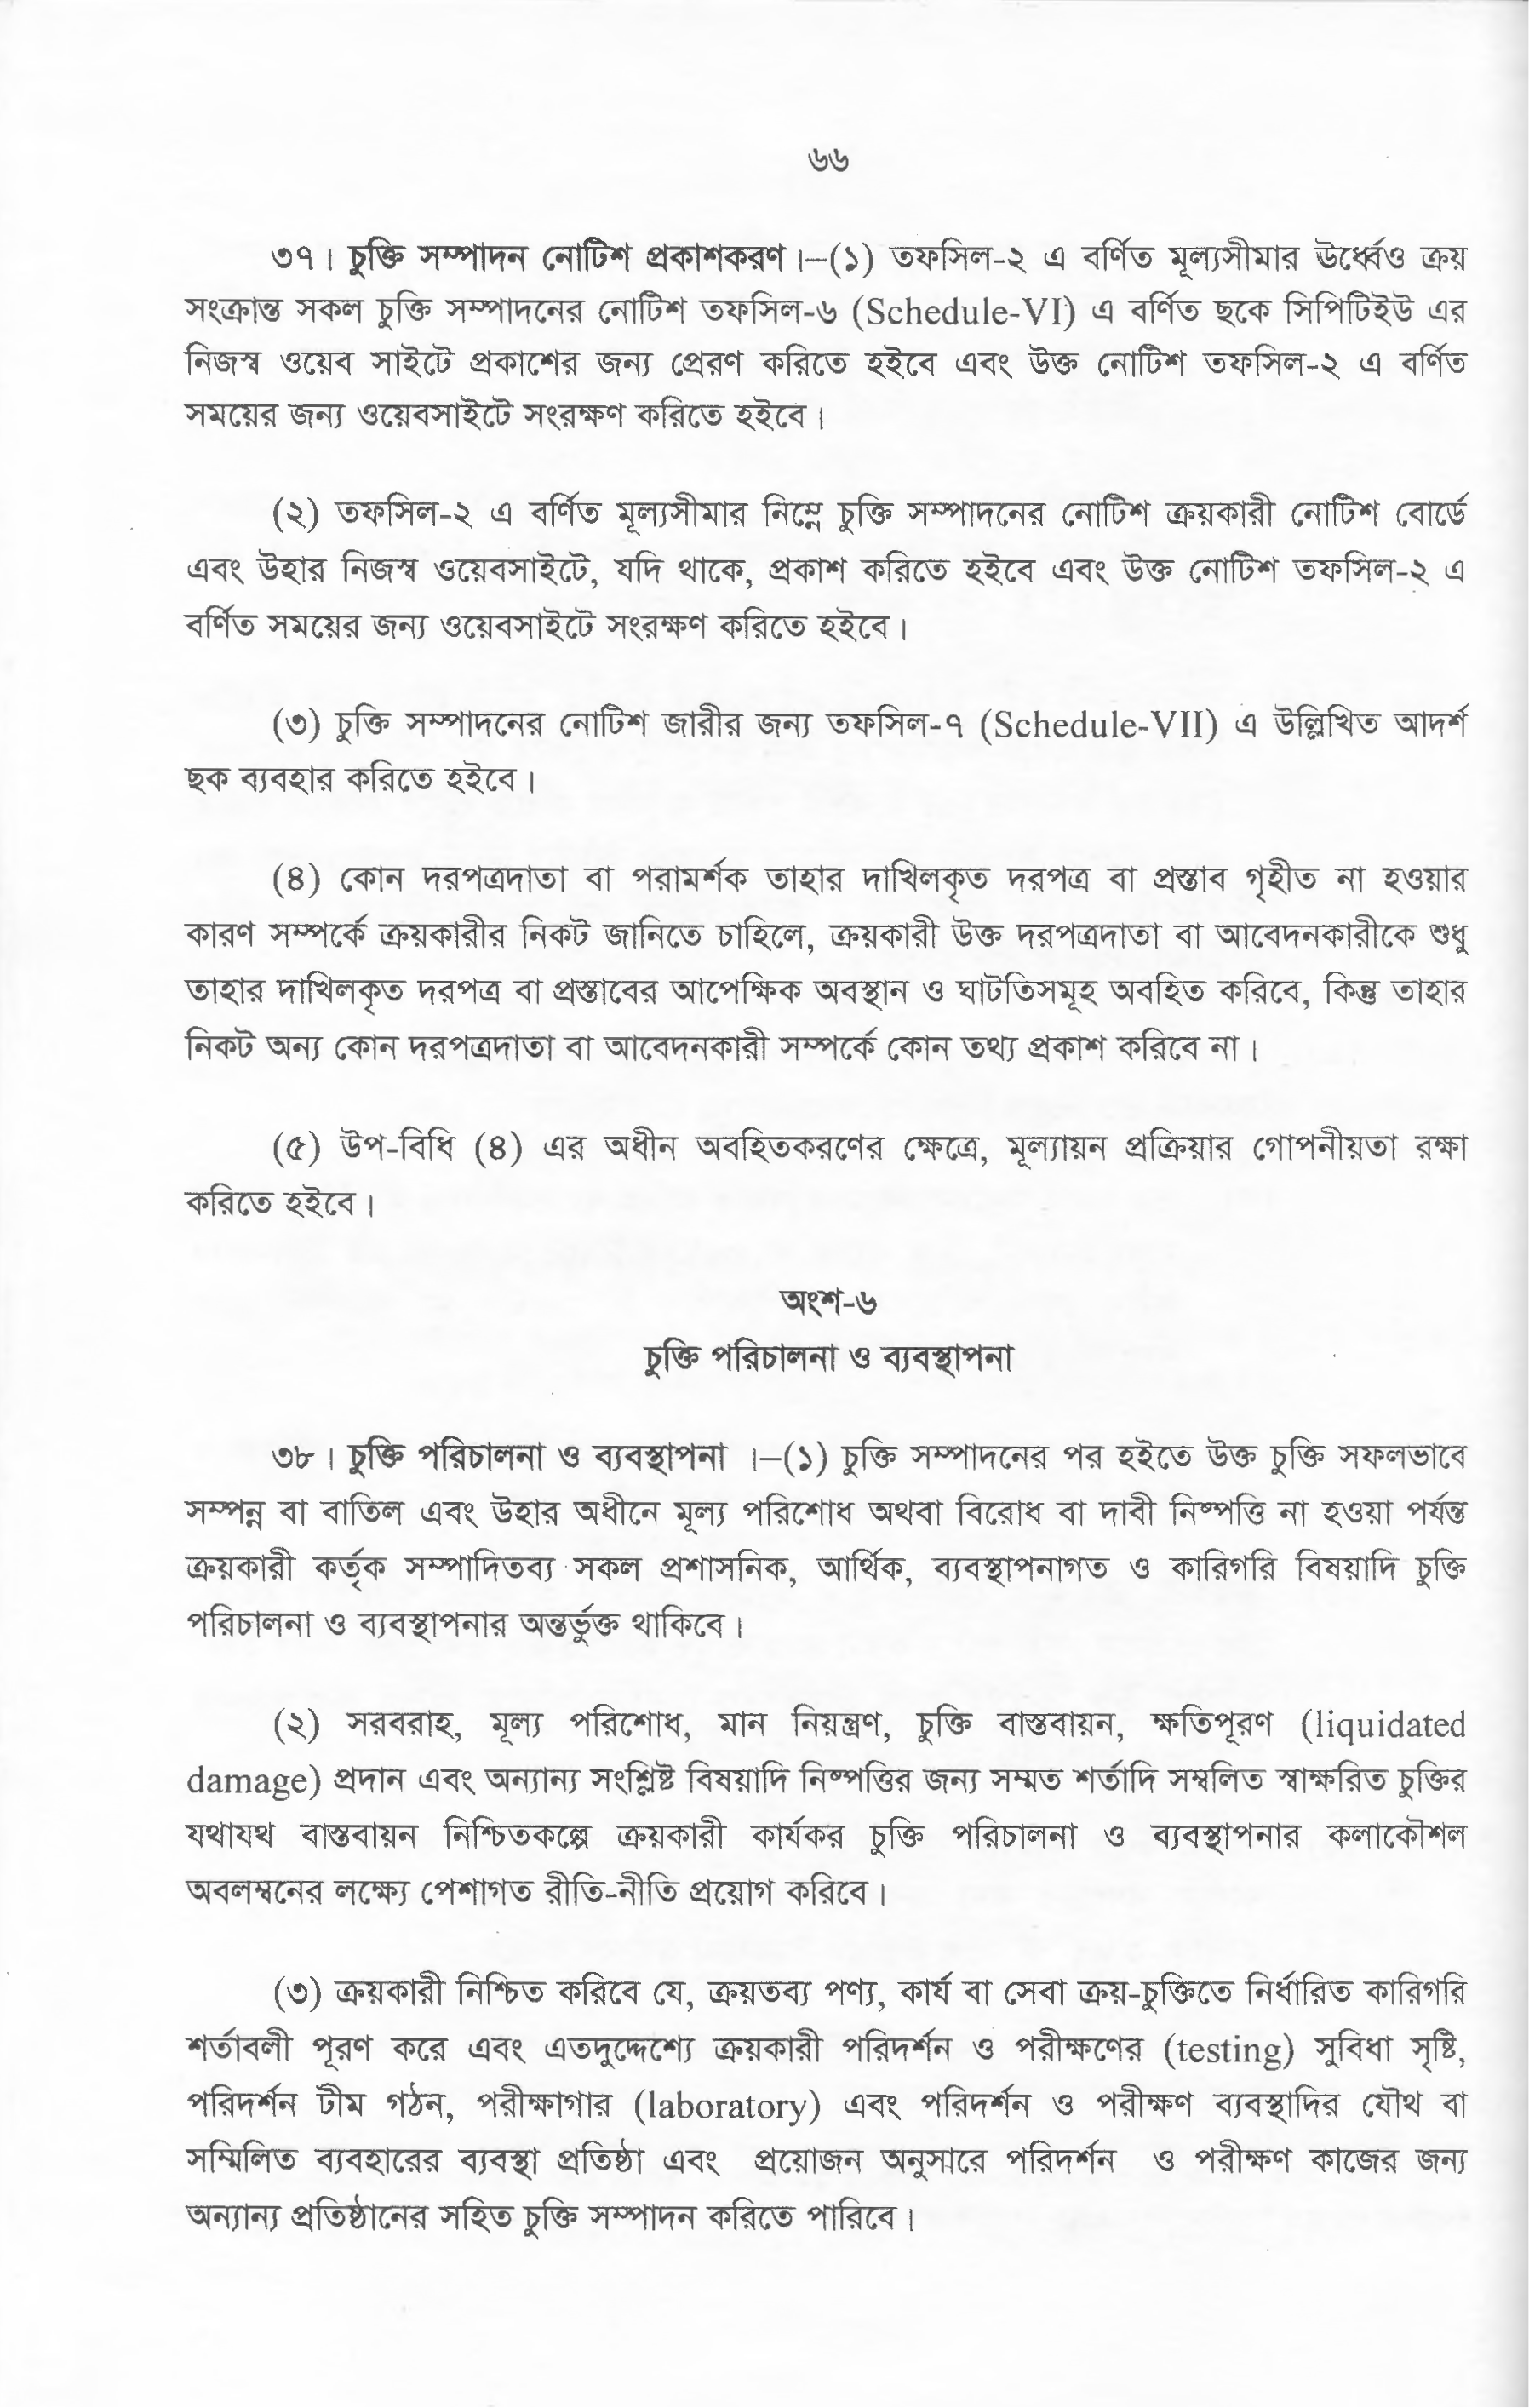 ৬৬
৩৭। চুক্তি সম্পাদন নোটিশ প্রকাশকরণ।–(১) তফসিল-২ এ বর্ণিত মূল্যসীমার ঊর্ধ্বেও ক্রয়
সংক্রান্ত সকল চুক্তি সম্পাদনের নোটিশ তফসিল-৬ (Schedule-VI) এ বর্ণিত ছকে সিপিটিইউ এর
নিজস্ব ওয়েব সাইটে প্রকাশের জন্য প্রেরণ করিতে হইবে এবং উক্ত নোটিশ তফসিল-২ এ বর্ণিত
সময়ের জন্য ওয়েবসাইটে সংরক্ষণ করিতে হইবে।
(২) তফসিল-২ এ বর্ণিত মূল্যসীমার নিম্নে চুক্তি সম্পাদনের নোটিশ ক্রয়কারী নোটিশ বোর্ডে
এবং উহার নিজস্ব ওয়েবসাইটে, যদি থাকে, প্রকাশ করিতে হইবে এবং উক্ত নোটিশ তফসিল-২ এ
বর্ণিত সময়ের জন্য ওয়েবসাইটে সংরক্ষণ করিতে হইবে।
(৩) চুক্তি সম্পাদনের নোটিশ জারীর জন্য তফসিল-৭ (Schedule-VII) এ উল্লিখিত আদর্শ
ছক ব্যবহার করিতে হইবে।
(৪) কোন দরপত্রদাতা বা পরামর্শক তাহার দাখিলকৃত দরপত্র বা প্রস্তাব গৃহীত না হওয়ার
কারণ সম্পর্কে ক্রয়কারীর নিকট জানিতে চাহিলে, ক্রয়কারী উক্ত দরপত্রদাতা বা আবেদনকারীকে শুধু
তাহার দাখিলকৃত দরপত্র বা প্রস্তাবের আপেক্ষিক অবস্থান ও ঘাটতিসমূহ অবহিত করিবে, কিন্তু তাহার
নিকট অন্য কোন দরপত্রদাতা বা আবেদনকারী সম্পর্কে কোন তথ্য প্রকাশ করিবে না।
(৫) উপ-বিধি (৪) এর অধীন অবহিতকরণের ক্ষেত্রে, মূল্যায়ন প্রক্রিয়ার গোপনীয়তা রক্ষা
করিতে হইবে।
অংশ-৬
চুক্তি পরিচালনা ও ব্যবস্থাপনা
৩৮। চুক্তি পরিচালনা ও ব্যবস্থাপনা ।–(১) চুক্তি সম্পাদনের পর হইতে উক্ত চুক্তি সফলভাবে
সম্পন্ন বা বাতিল এবং উহার অধীনে মূল্য পরিশোধ অথবা বিরোধ বা দাবী নিষ্পত্তি না হওয়া পর্যন্ত
ক্রয়কারী কর্তৃক সম্পাদিতব্য সকল প্রশাসনিক, আর্থিক, ব্যবস্থাপনাগত ও কারিগরি বিষয়াদি চুক্তি
পরিচালনা ও ব্যবস্থাপনার অন্তর্ভুক্ত থাকিবে।
(২) সরবরাহ, মূল্য পরিশোধ, মান নিয়ন্ত্রণ, চুক্তি বাস্তবায়ন, ক্ষতিপূরণ (liquidated
damage) প্রদান এবং অন্যান্য সংশ্লিষ্ট বিষয়াদি নিষ্পত্তির জন্য সম্মত শর্তাদি সম্বলিত স্বাক্ষরিত চুক্তির
যথাযথ বাস্তবায়ন নিশ্চিতকল্পে ক্রয়কারী কার্যকর চুক্তি পরিচালনা ও ব্যবস্থাপনার কলাকৌশল
অবলম্বনের লক্ষ্যে পেশাগত রীতি-নীতি প্রয়োগ করিবে।
(৩) ক্রয়কারী নিশ্চিত করিবে যে, ক্রয়তব্য পণ্য, কার্য বা সেবা ক্রয়-চুক্তিতে নির্ধারিত কারিগরি
শর্তাবলী পূরণ করে এবং এতদুদ্দেশ্যে ক্রয়কারী পরিদর্শন ও পরীক্ষণের (testing) সুবিধা সৃষ্টি,
পরিদর্শন টীম গঠন, পরীক্ষাগার (laboratory) এবং পরিদর্শন ও পরীক্ষণ ব্যবস্থাদির যৌথ বা
সম্মিলিত ব্যবহারের ব্যবস্থা প্রতিষ্ঠা এবং প্রয়োজন অনুসারে পরিদর্শন ও পরীক্ষণ কাজের জন্য
অন্যান্য প্রতিষ্ঠানের সহিত চুক্তি সম্পাদন করিতে পারিবে।